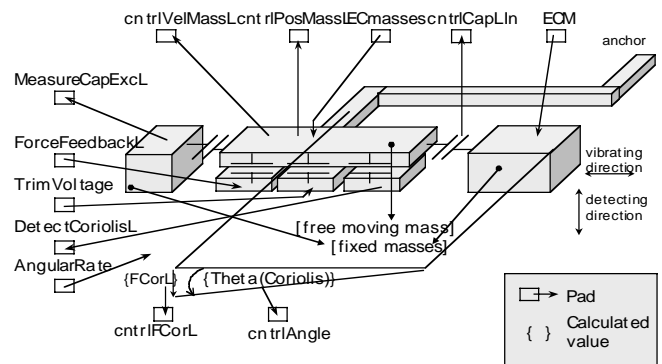 cntrlVelMassL cntrlPosMassL ECmasses cntrlCapLIn ECM
anchor
MeasureCapExcL
ForceFeedbackL
TrimVoltage
DetectCoriolisL
AngularRate
vibrating
direction
detecting
direction
[free moving mass]
[fixed masses]
{FCorL}
{Theta(Coriolis)}
cntrlFCorL
cntrlAngle
Pad
{ } Calculated
value